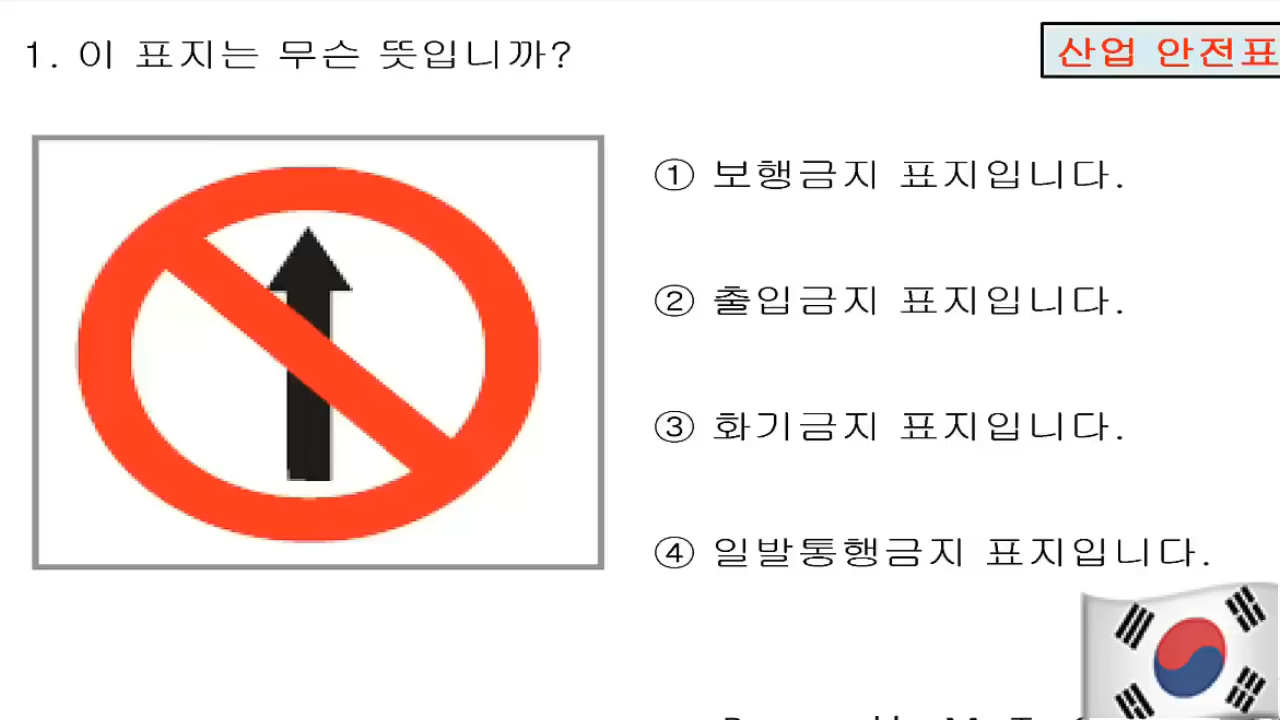 1. 이 표지는 무슨 뜻입니까?
산업 안전표
① 보행금지 표지입니다.
② 출입금지 표지입니다.
③ 화기금지 표지입니다.
④ 일발통행금지 표지입니다.